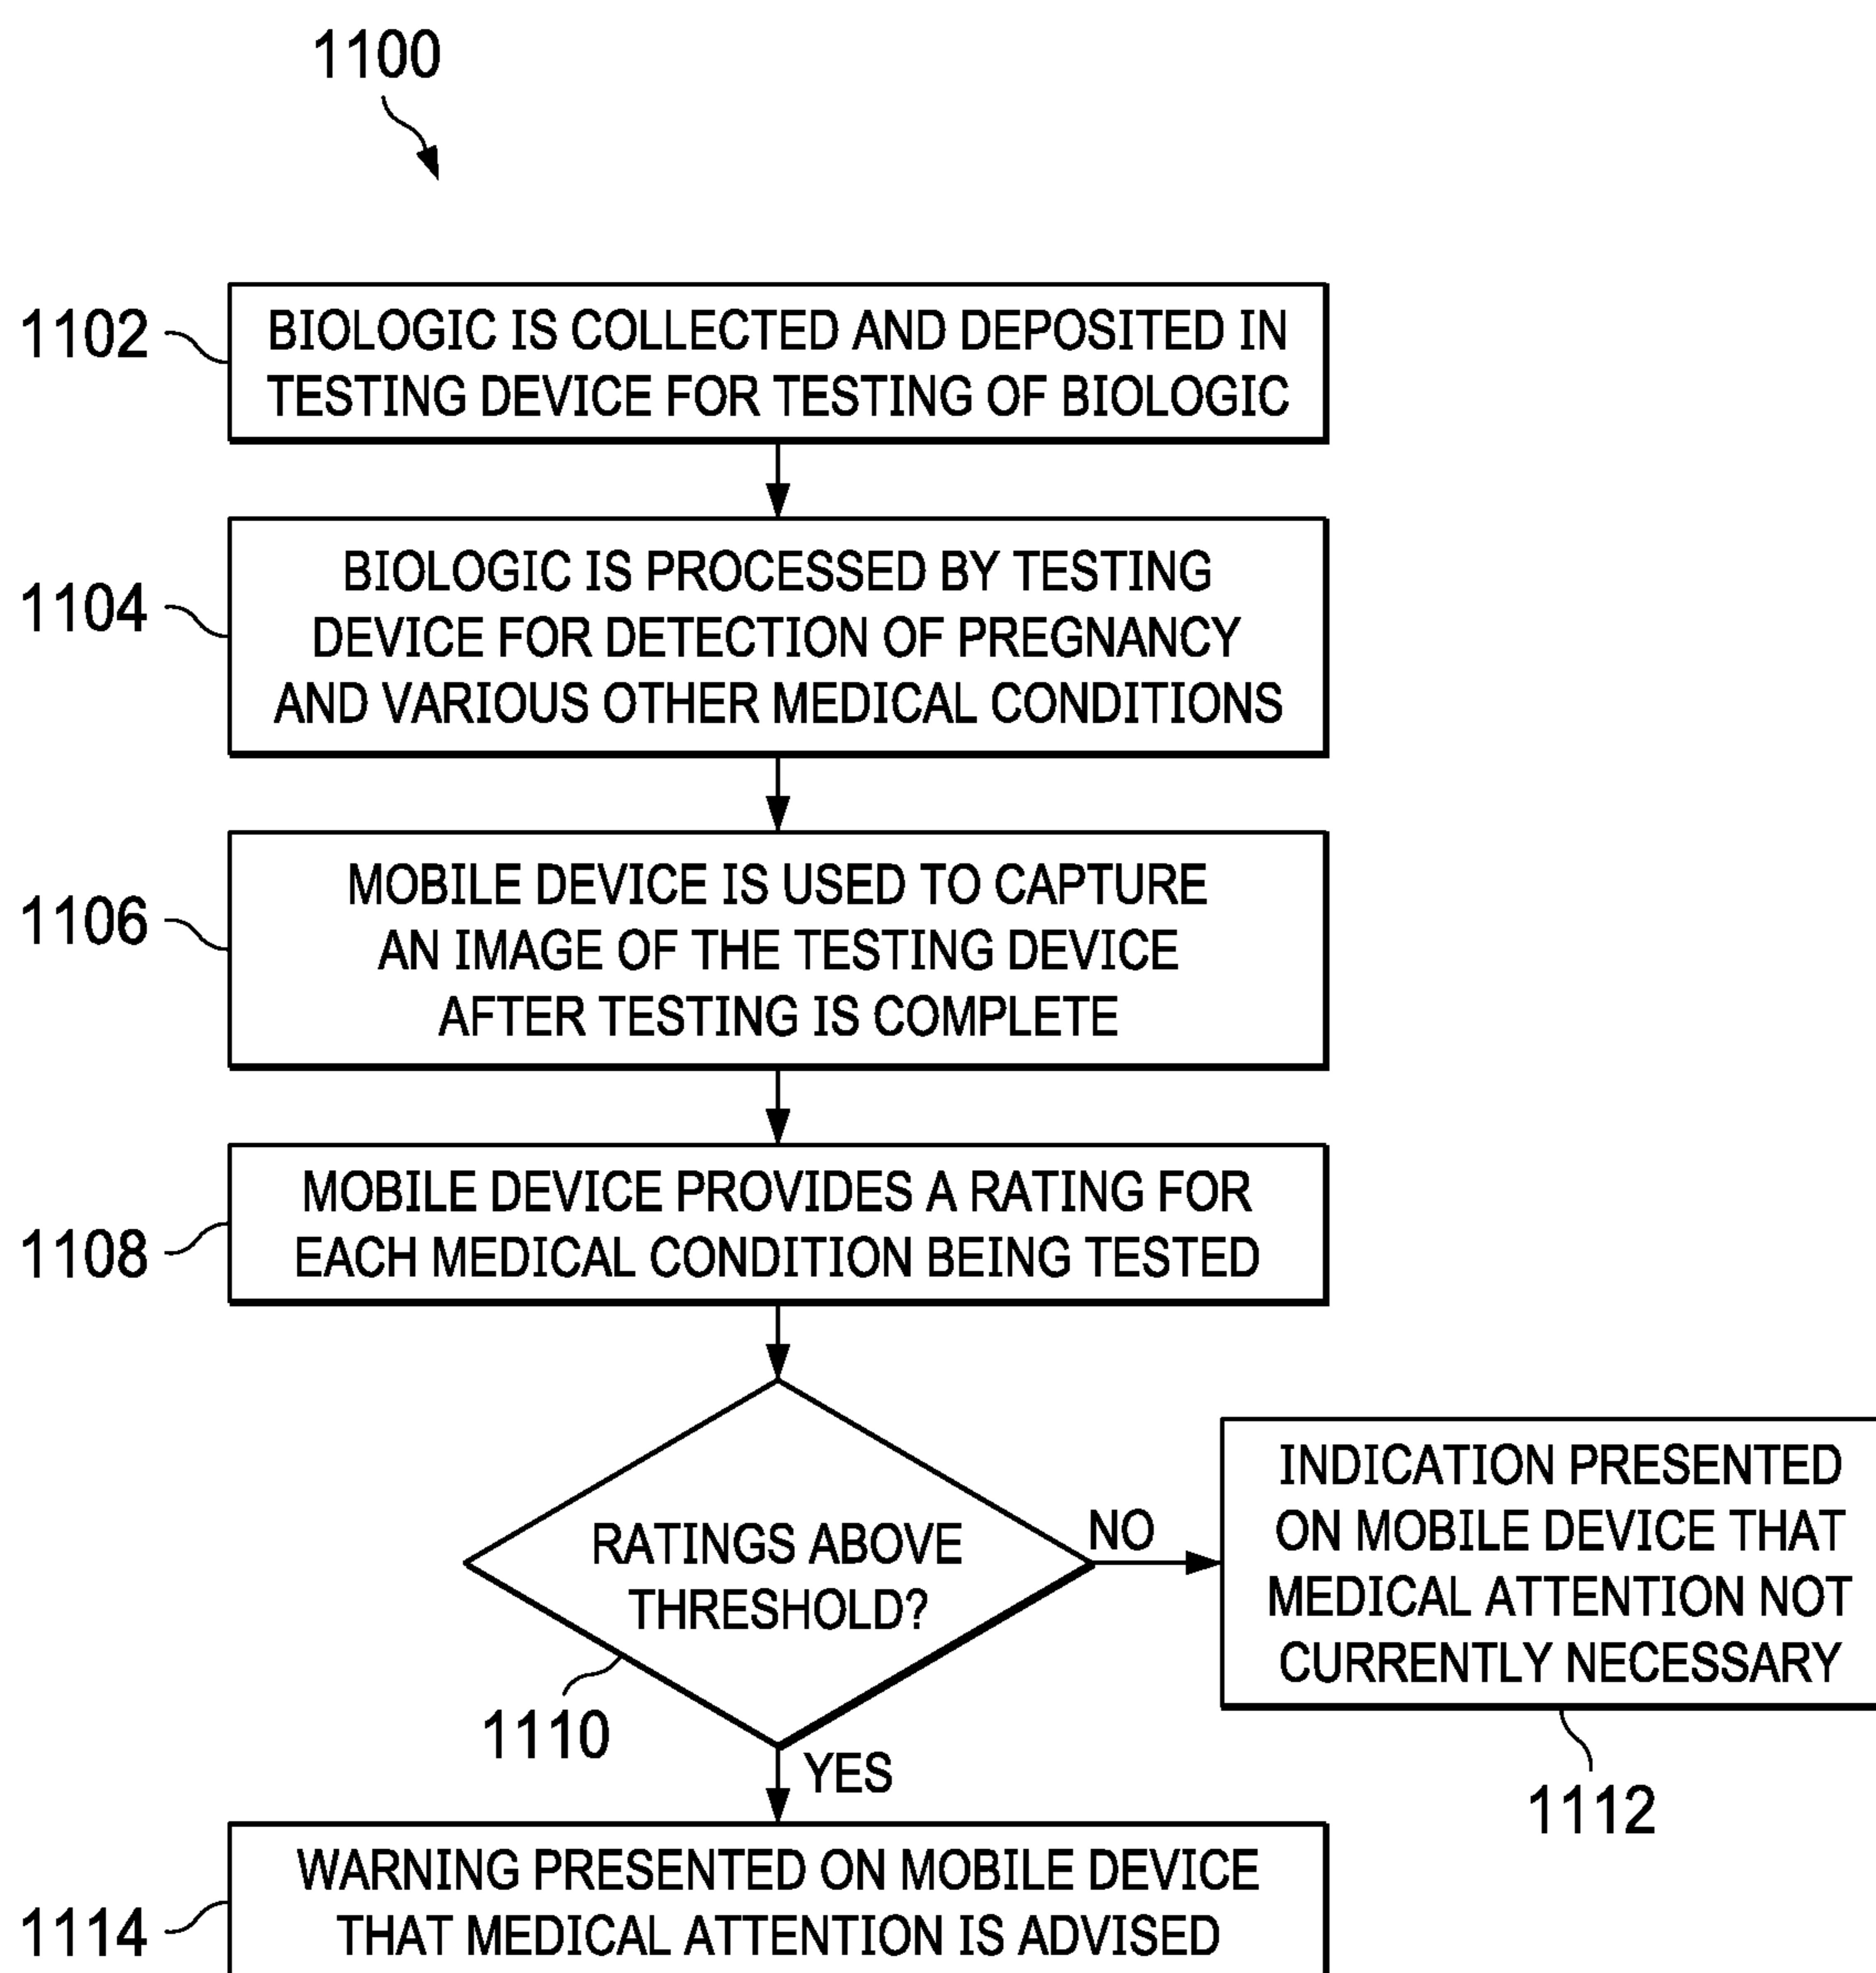 1100
1102
BIOLOGIC IS COLLECTED AND DEPOSITED IN
TESTING DEVICE FOR TESTING OF BIOLOGIC
1104
BIOLOGIC IS PROCESSED BY TESTING
DEVICE FOR DETECTION OF PREGNANCY
AND VARIOUS OTHER MEDICAL CONDITIONS
1106
MOBILE DEVICE IS USED TO CAPTURE
AN IMAGE OF THE TESTING DEVICE
AFTER TESTING IS COMPLETE
1108
MOBILE DEVICE PROVIDES A RATING FOR
EACH MEDICAL CONDITION BEING TESTED
RATINGS ABOVE
THRESHOLD?
1110
NO
INDICATION PRESENTED
ON MOBILE DEVICE THAT
MEDICAL ATTENTION NOT
CURRENTLY NECESSARY
1112
YES
1114
WARNING PRESENTED ON MOBILE DEVICE
THAT MEDICAL ATTENTION IS ADVISED